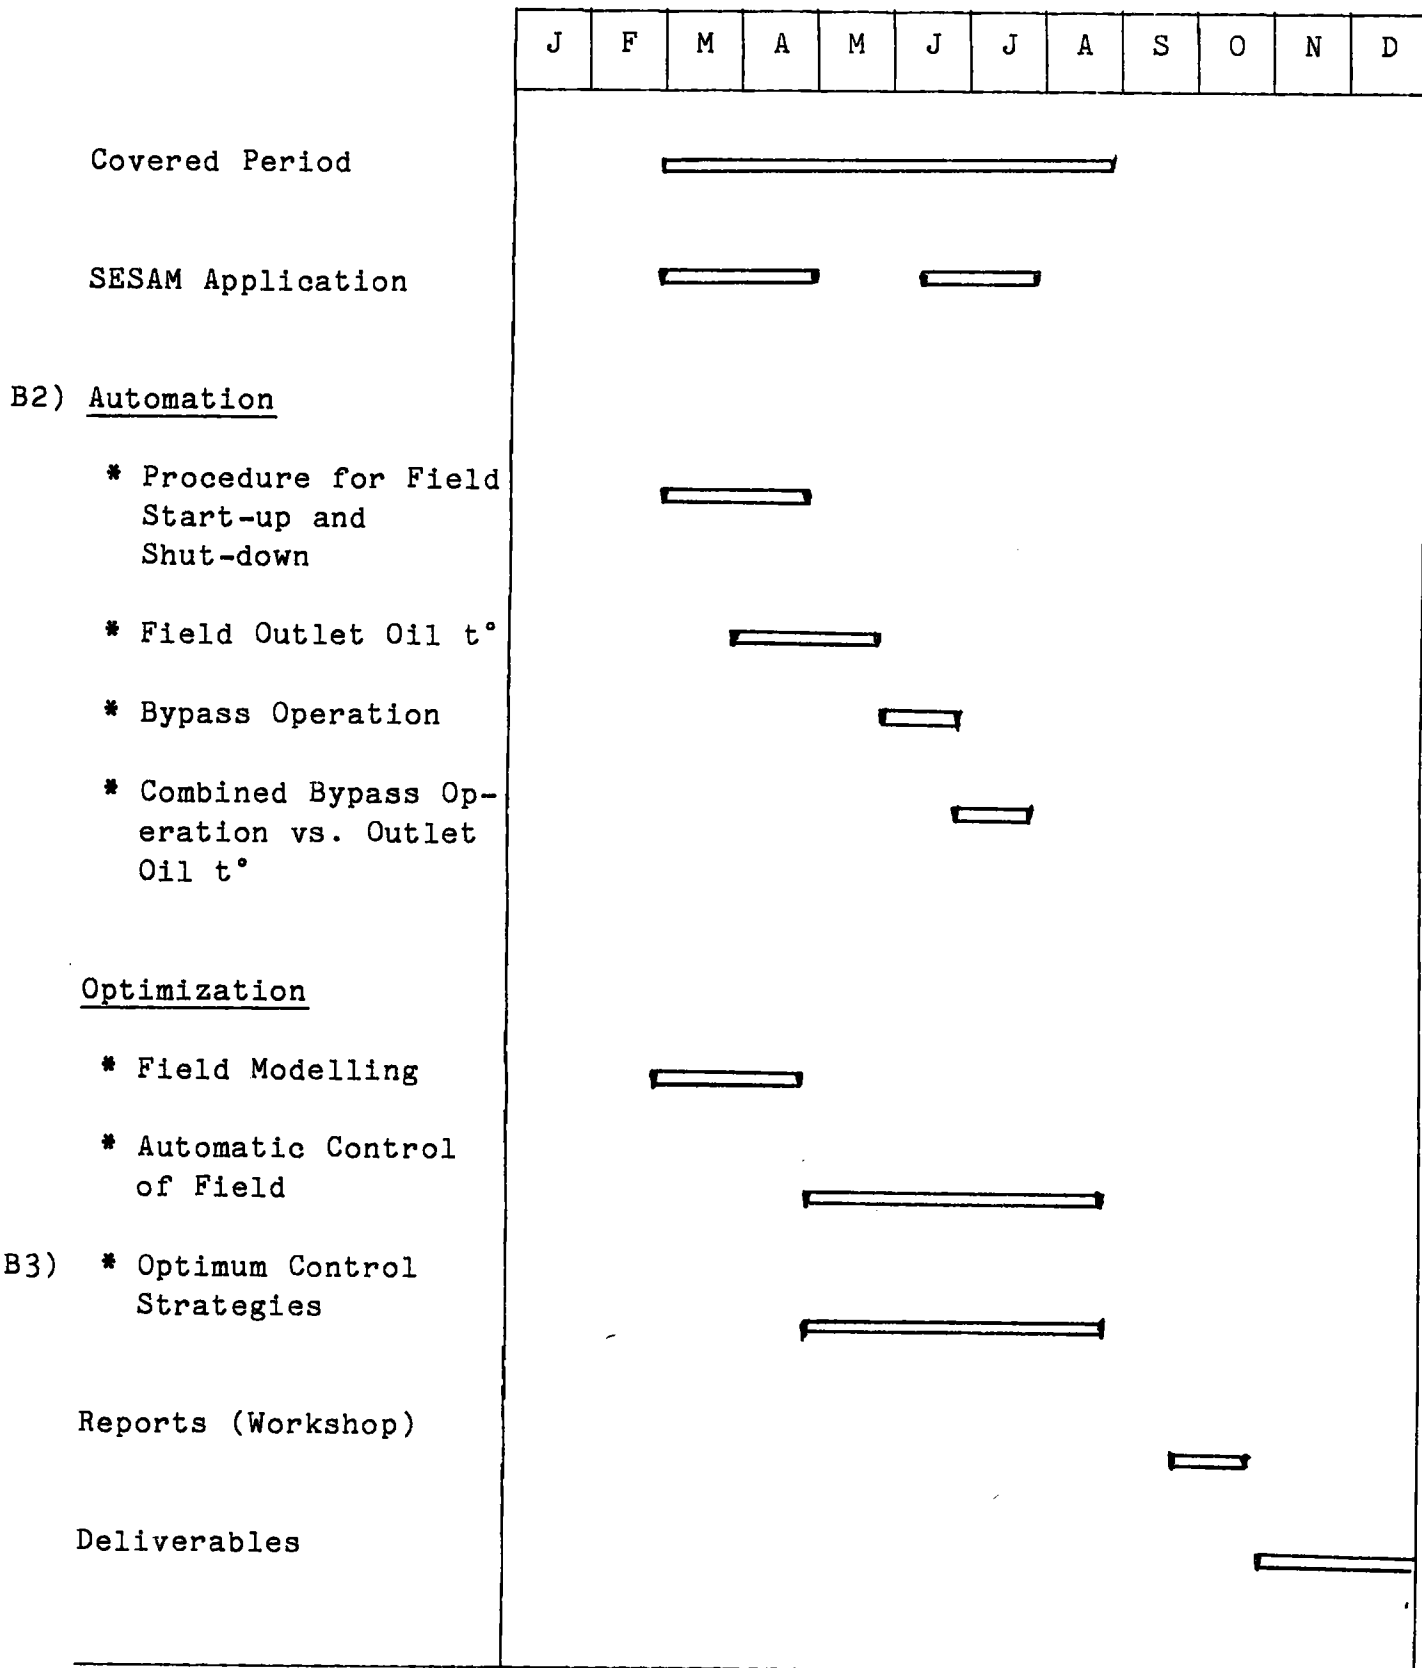 J F M A M J J A S O N D
Covered Period
SESAM Application
B2) Automation
* Procedure for Field
Start-up and
Shut-down
* Field Outlet Oil t°
* Bypass Operation
* Combined Bypass Op-
eration vs. Outlet
Oil t°
Optimization
* Field Modelling
* Automatic Control
of Field
B3) * Optimum Control
Strategies
Reports (Workshop)
Deliverables